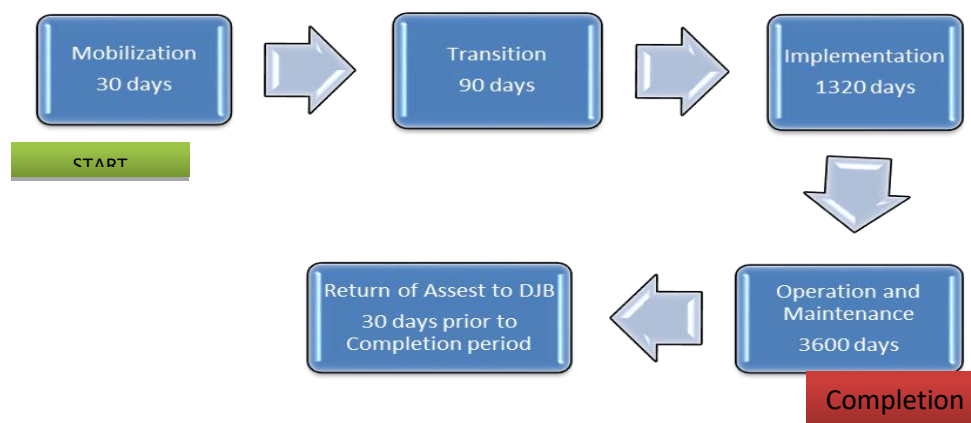 Mobilization
30 days
Transition
90 days
Implementation
1320 days
START
Return of Assest to DJB
30 days prior to
Completion period
Operation and
Maintenance
3600 days
Completion